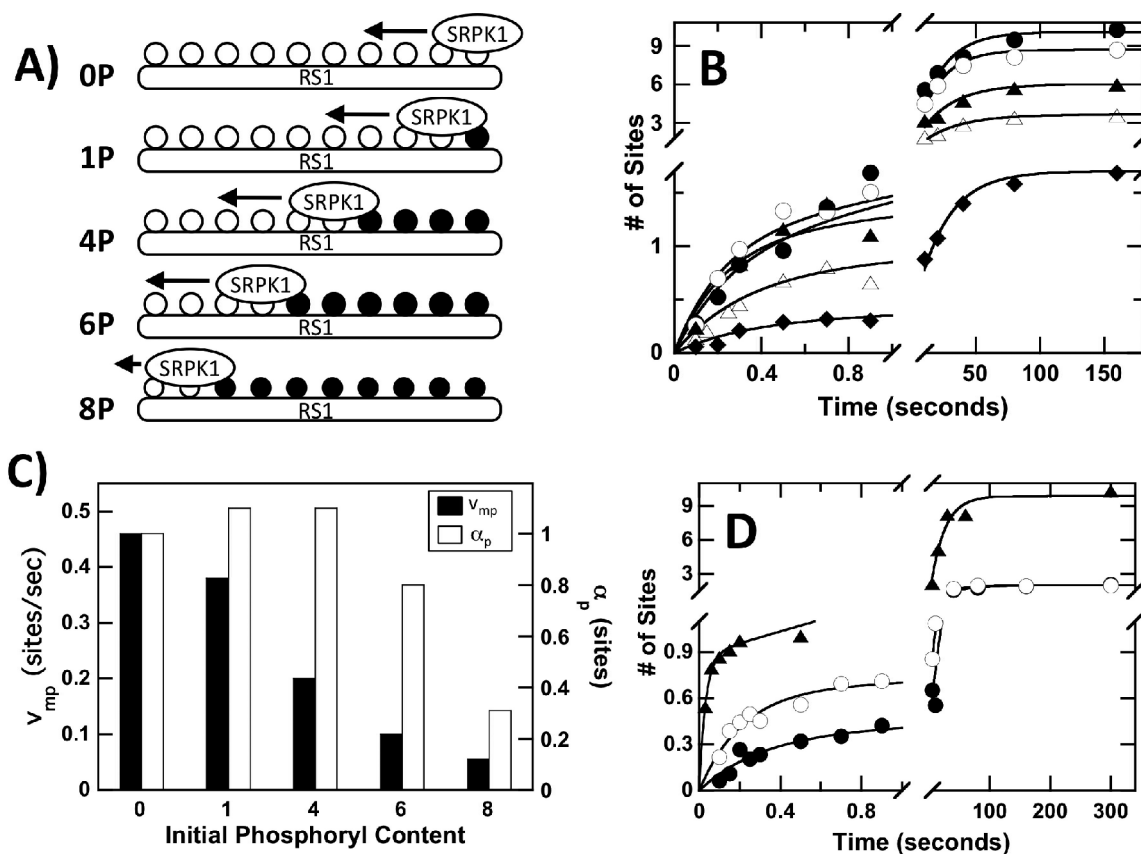 A)
SRPK1
0P
RS1
SRPK1
1P
RS1
SRPK1
4P
RS1
SRPK1
6P
RS1
SRPK1
8P
RS1
B
9
6
3
1
0
# of Sites
0 0.4 0.8 50 100 150
Time (seconds)
C)
v_mp
α_p
0.5
0.4
0.3
0.2
0.1
0
v_mp (sites/sec)
1
0.8
0.6
0.4
0.2
0
α_p (sites)
0 1 4 6 8
Initial Phosphoryl Content
D
9
6
3
0.9
0.6
0.3
0
# of Sites
0 0.4 0.8 100 200 300
Time (seconds)